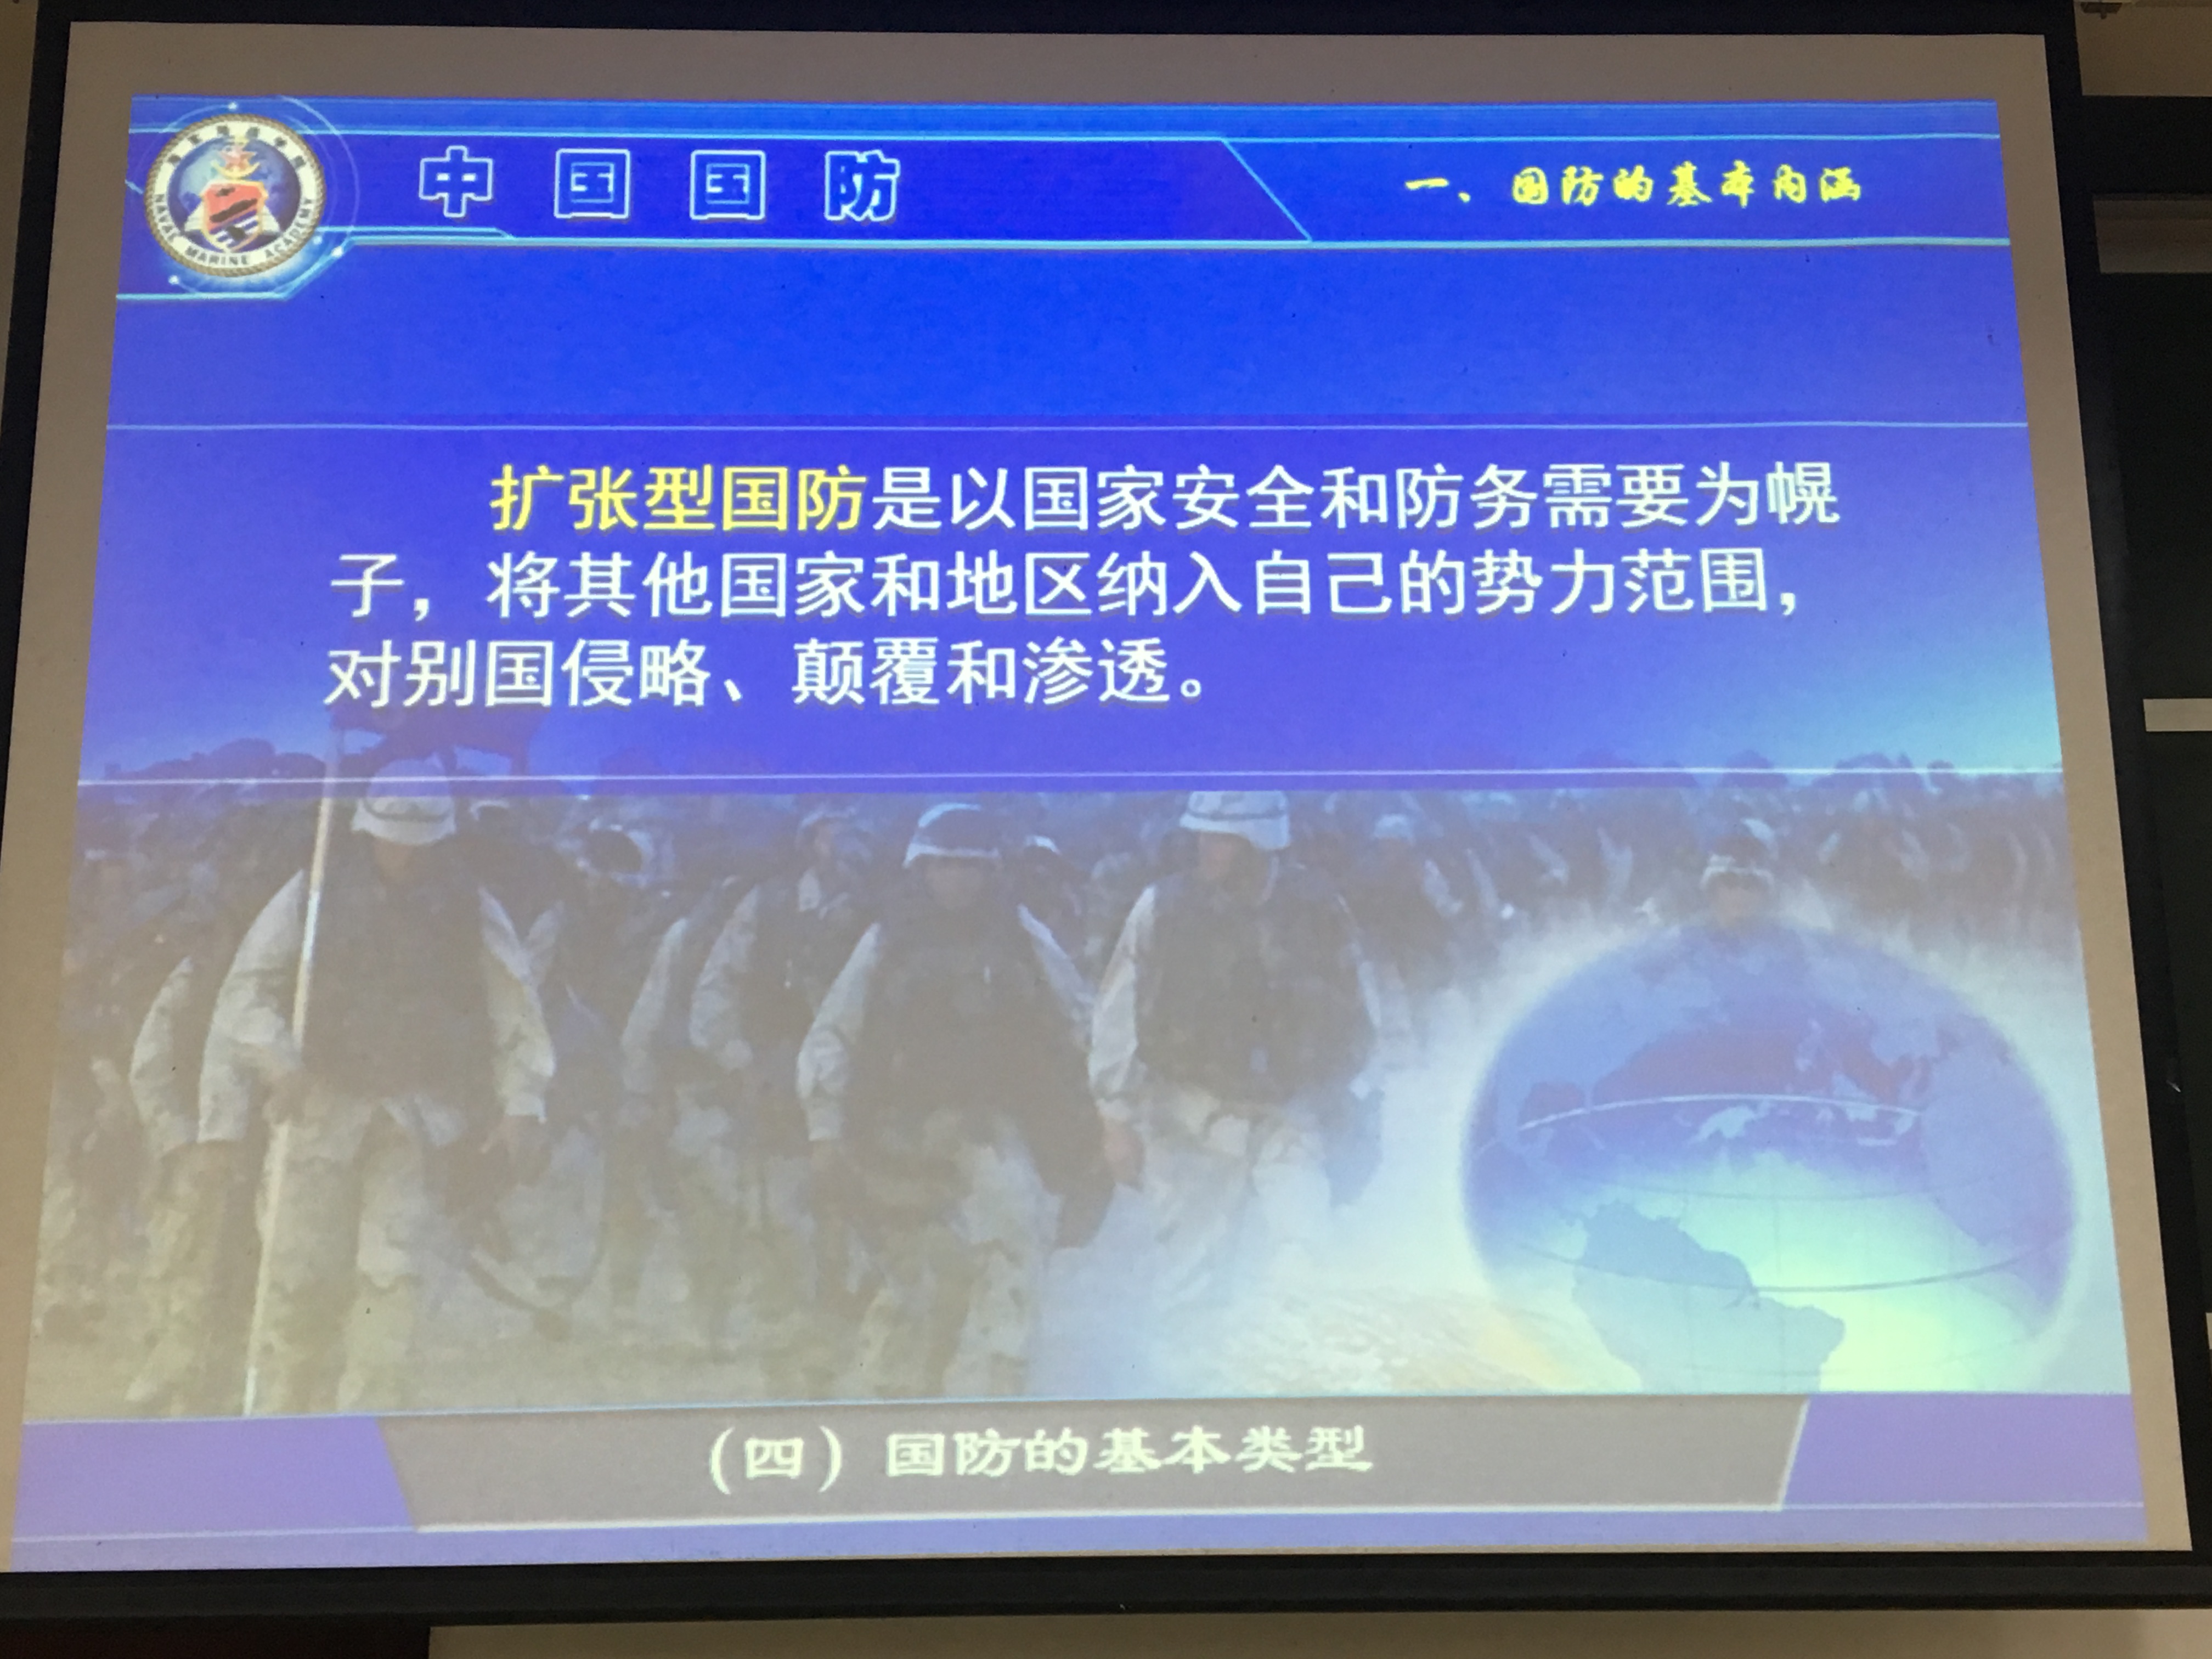 中国国防
一、国防的基本内涵
NAVAL MARINE ACADEMY
扩张型国防是以国家安全和防务需要为幌
子，将其他国家和地区纳入自己的势力范围，
对别国侵略、颠覆和渗透。
（四）国防的基本类型